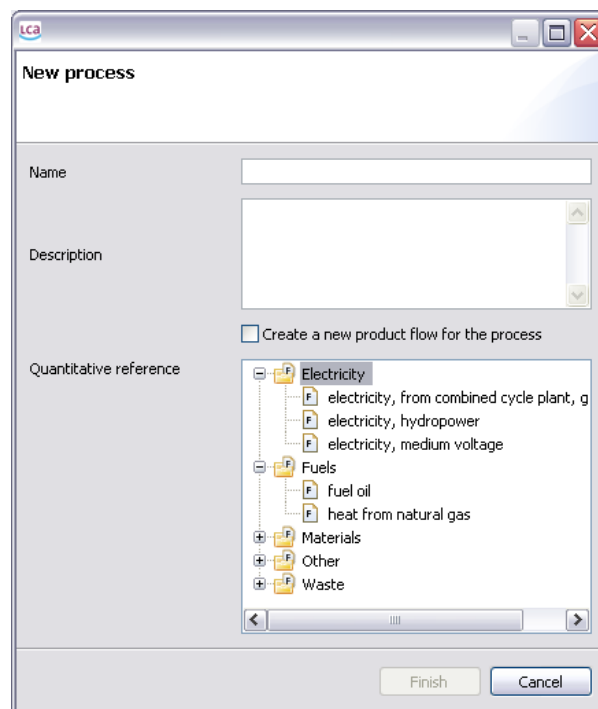 LCA
New process
Name
Description
Create a new product flow for the process
Quantitative reference
Electricity
electricity, from combined cycle plant, g
electricity, hydropower
electricity, medium voltage
Fuels
fuel oil
heat from natural gas
Materials
Other
Waste
Finish
Cancel